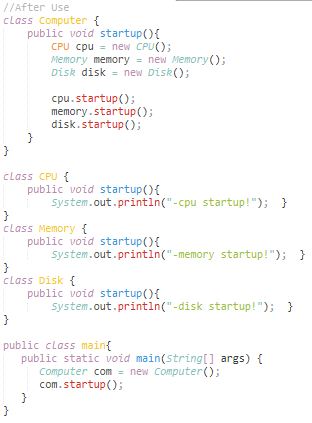 //After Use
class Computer {
    public void startup(){
        CPU cpu = new CPU();
        Memory memory = new Memory();
        Disk disk = new Disk();

        cpu.startup();
        memory.startup();
        disk.startup();
    }
}

class CPU {
    public void startup(){
        System.out.println("-cpu startup!");  }
}
class Memory {
    public void startup(){
        System.out.println("-memory startup!");  }
}
class Disk {
    public void startup(){
        System.out.println("-disk startup!");  }
}

public class main{
   public static void main(String[] args) {
      Computer com = new Computer();
      com.startup();
   }
}